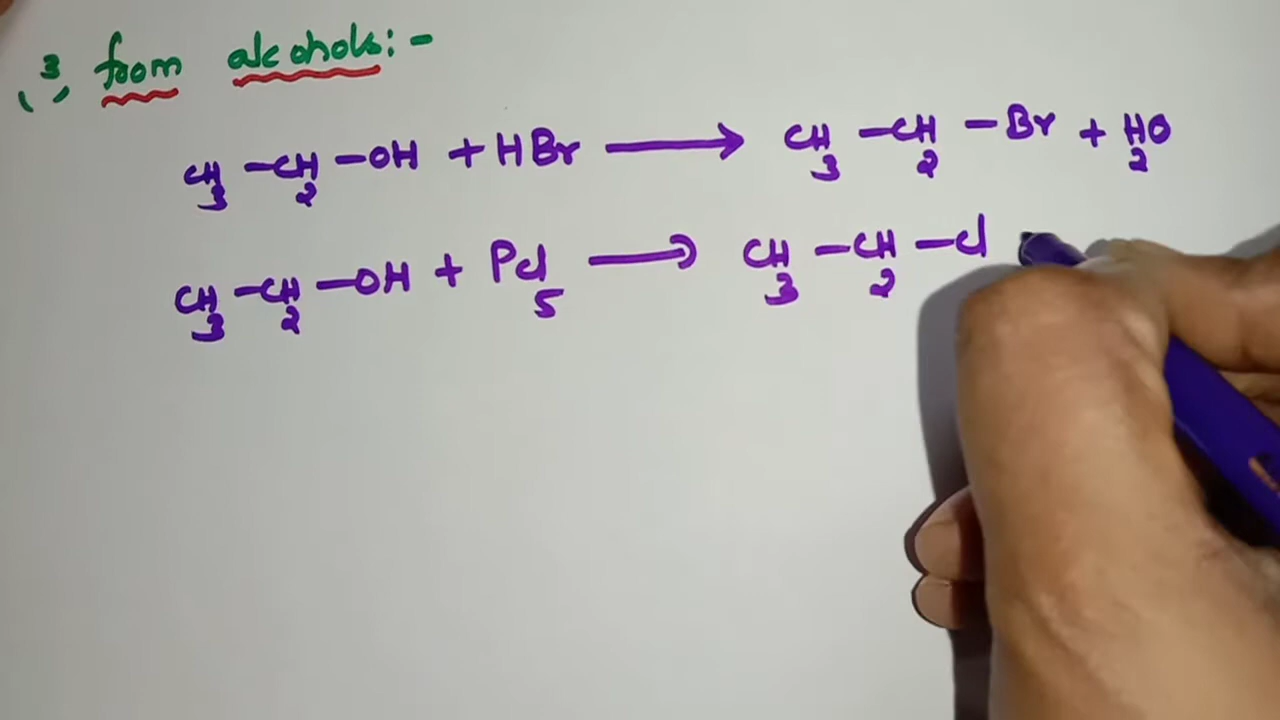 (3, from alcohols:-
CH3 - CH2 - OH + HBr ⟶ CH3 - CH2 - Br + H2O
CH3 - CH2 - OH + PCl5 ⟶ CH3 - CH2 - Cl